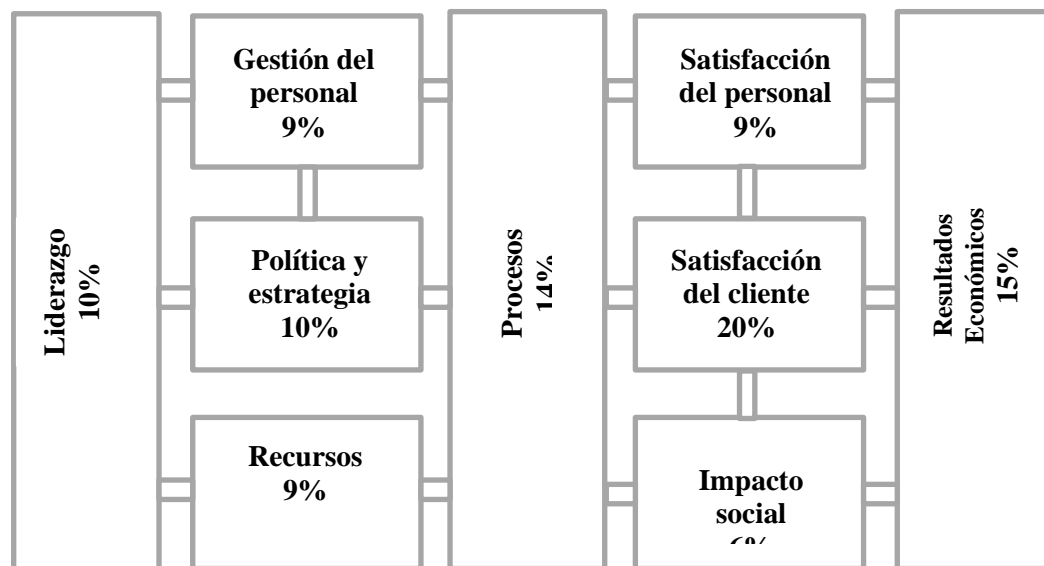 Liderazgo
10%
Gestión del
personal
9%
Política y
estrategia
10%
Recursos
9%
Procesos
14%
Satisfacción
del personal
9%
Satisfacción
del cliente
20%
Impacto
social
6%
Resultados
Económicos
15%